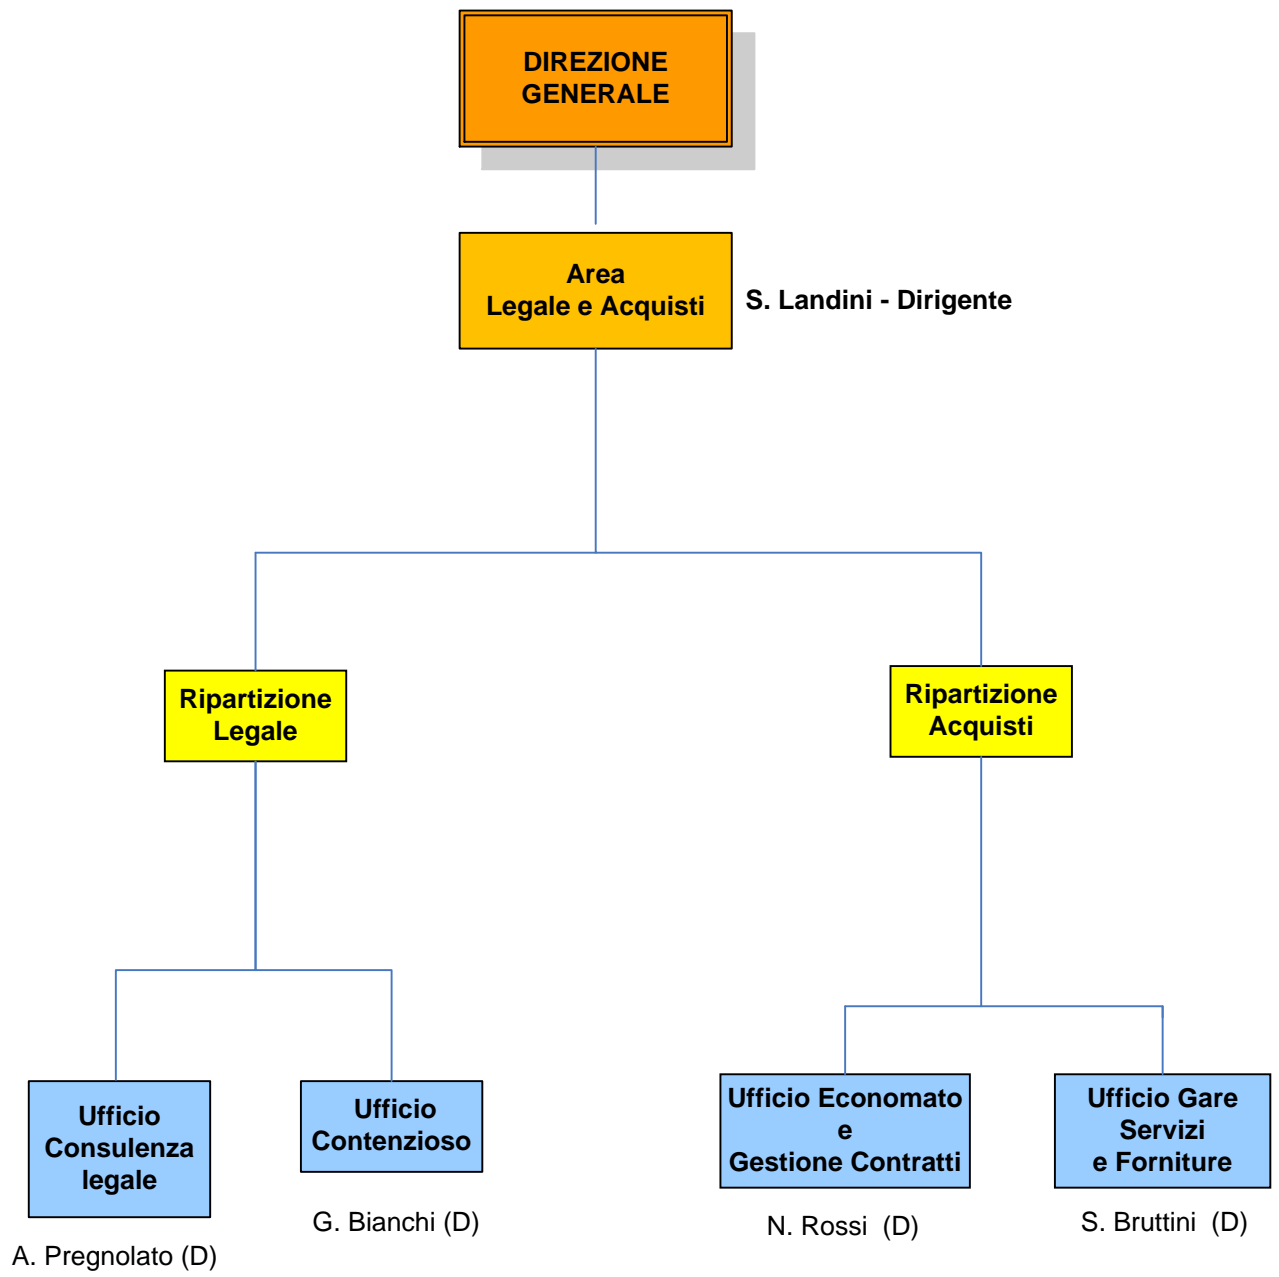 DIREZIONE
GENERALE
Area
Legale e Acquisti
S. Landini - Dirigente
Ripartizione
Legale
Ripartizione
Acquisti
Ufficio
Consulenza
legale
A. Pregnolato (D)
Ufficio
Contenzioso
G. Bianchi (D)
Ufficio Economato
e
Gestione Contratti
N. Rossi (D)
Ufficio Gare
Servizi
e Forniture
S. Bruttini (D)